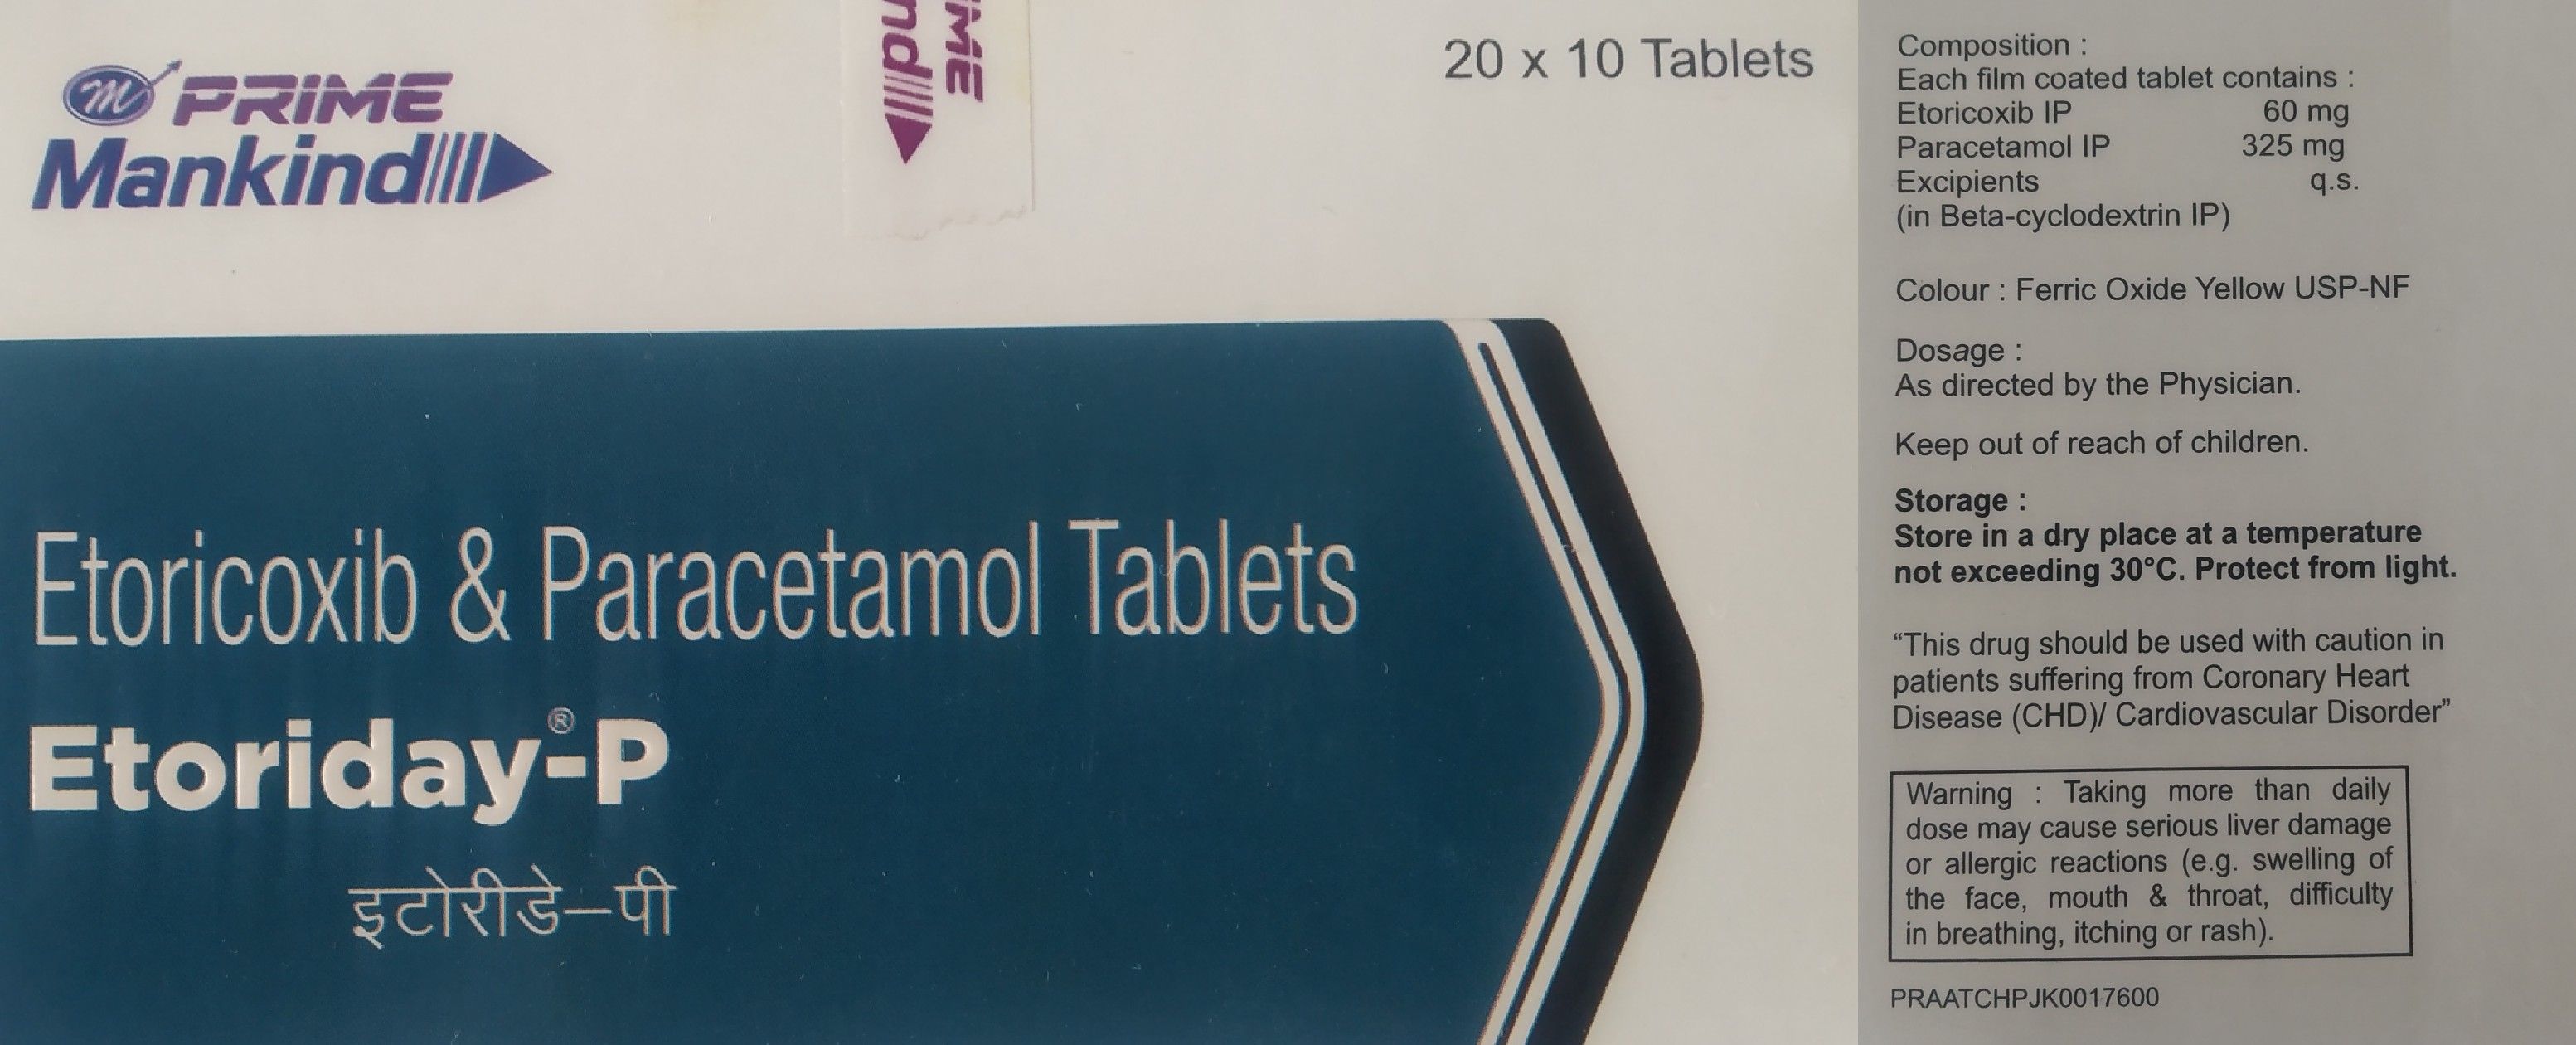 PRIME
Mankind
PRIME
nd
20 x 10 Tablets
Etoricoxib & Paracetamol Tablets
Etoriday®-P
इटोरीडे–पी
Composition :
Each film coated tablet contains :
Etoricoxib IP 60 mg
Paracetamol IP 325 mg
Excipients q.s.
(in Beta-cyclodextrin IP)
Colour : Ferric Oxide Yellow USP-NF
Dosage :
As directed by the Physician.
Keep out of reach of children.
Storage :
Store in a dry place at a temperature
not exceeding 30°C. Protect from light.
“This drug should be used with caution in
patients suffering from Coronary Heart
Disease (CHD)/ Cardiovascular Disorder”
Warning : Taking more than daily
dose may cause serious liver damage
or allergic reactions (e.g. swelling of
the face, mouth & throat, difficulty
in breathing, itching or rash).
PRAATCHPJK0017600